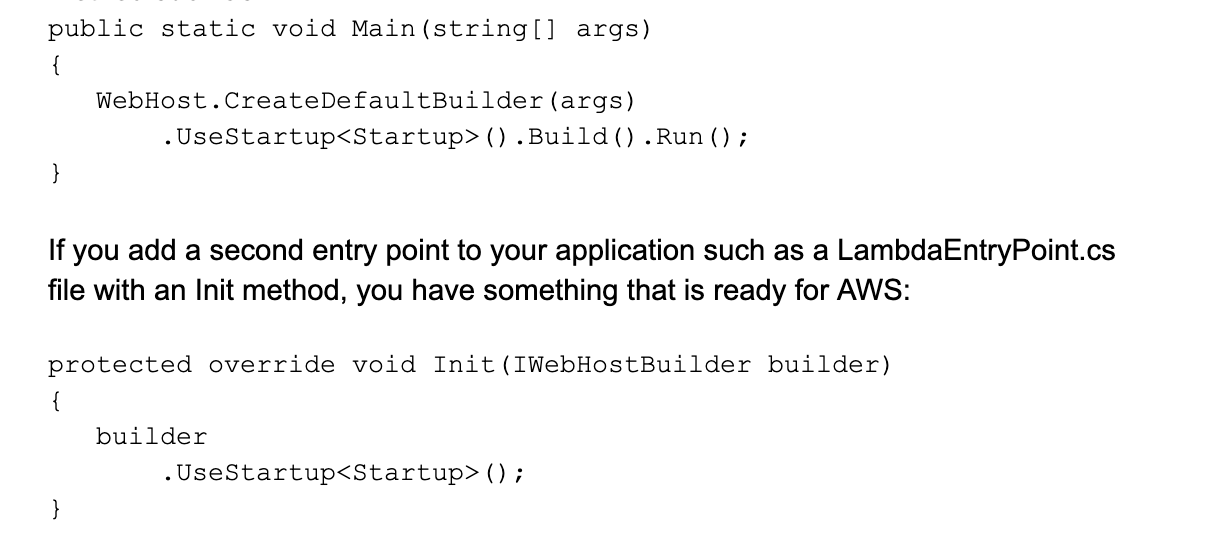 public static void Main(string[] args)
{
WebHost.CreateDefaultBuilder(args)
.UseStartup<Startup>().Build().Run();
}
If you add a second entry point to your application such as a LambdaEntryPoint.cs
file with an Init method, you have something that is ready for AWS:
protected override void Init(IWebHostBuilder builder)
{
builder
.UseStartup<Startup>();
}